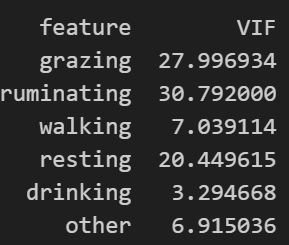 feature VIF
grazing 27.996934
ruminating 30.792000
walking 7.039114
resting 20.449615
drinking 3.294668
other 6.915036